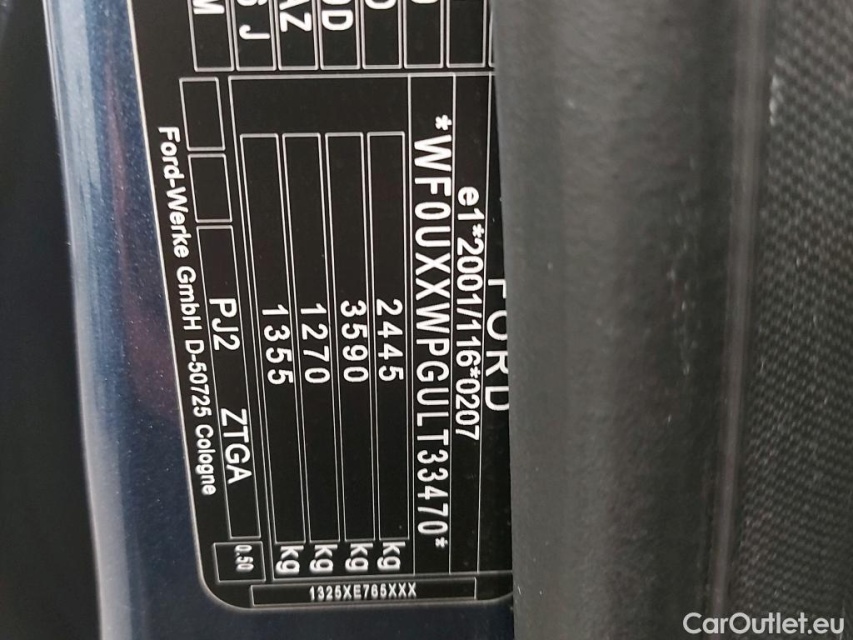 FORD
e1*2001/116*0207
*WF0UXXWPGULT33470*
2445 kg
3590 kg
1270 kg
1355 kg
PJ2 ZTGA 0.50
Ford-Werke GmbH D-50725 Cologne
1325XE765XXX
AZ
J
M
CarOutlet.eu